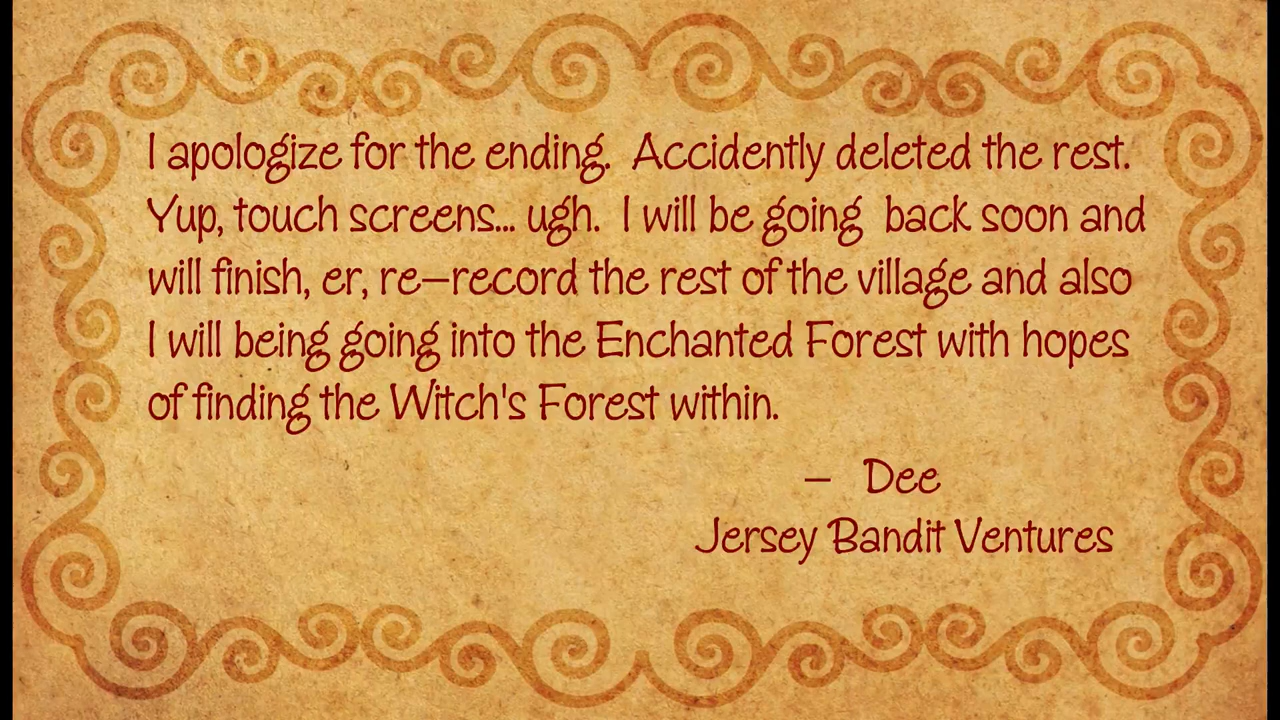 I apologize for the ending.  Accidently deleted the rest.
Yup, touch screens... ugh.  I will be going  back soon and
will finish, er, re-record the rest of the village and also
I will being going into the Enchanted Forest with hopes
of finding the Witch's Forest within.
-  Dee
Jersey Bandit Ventures